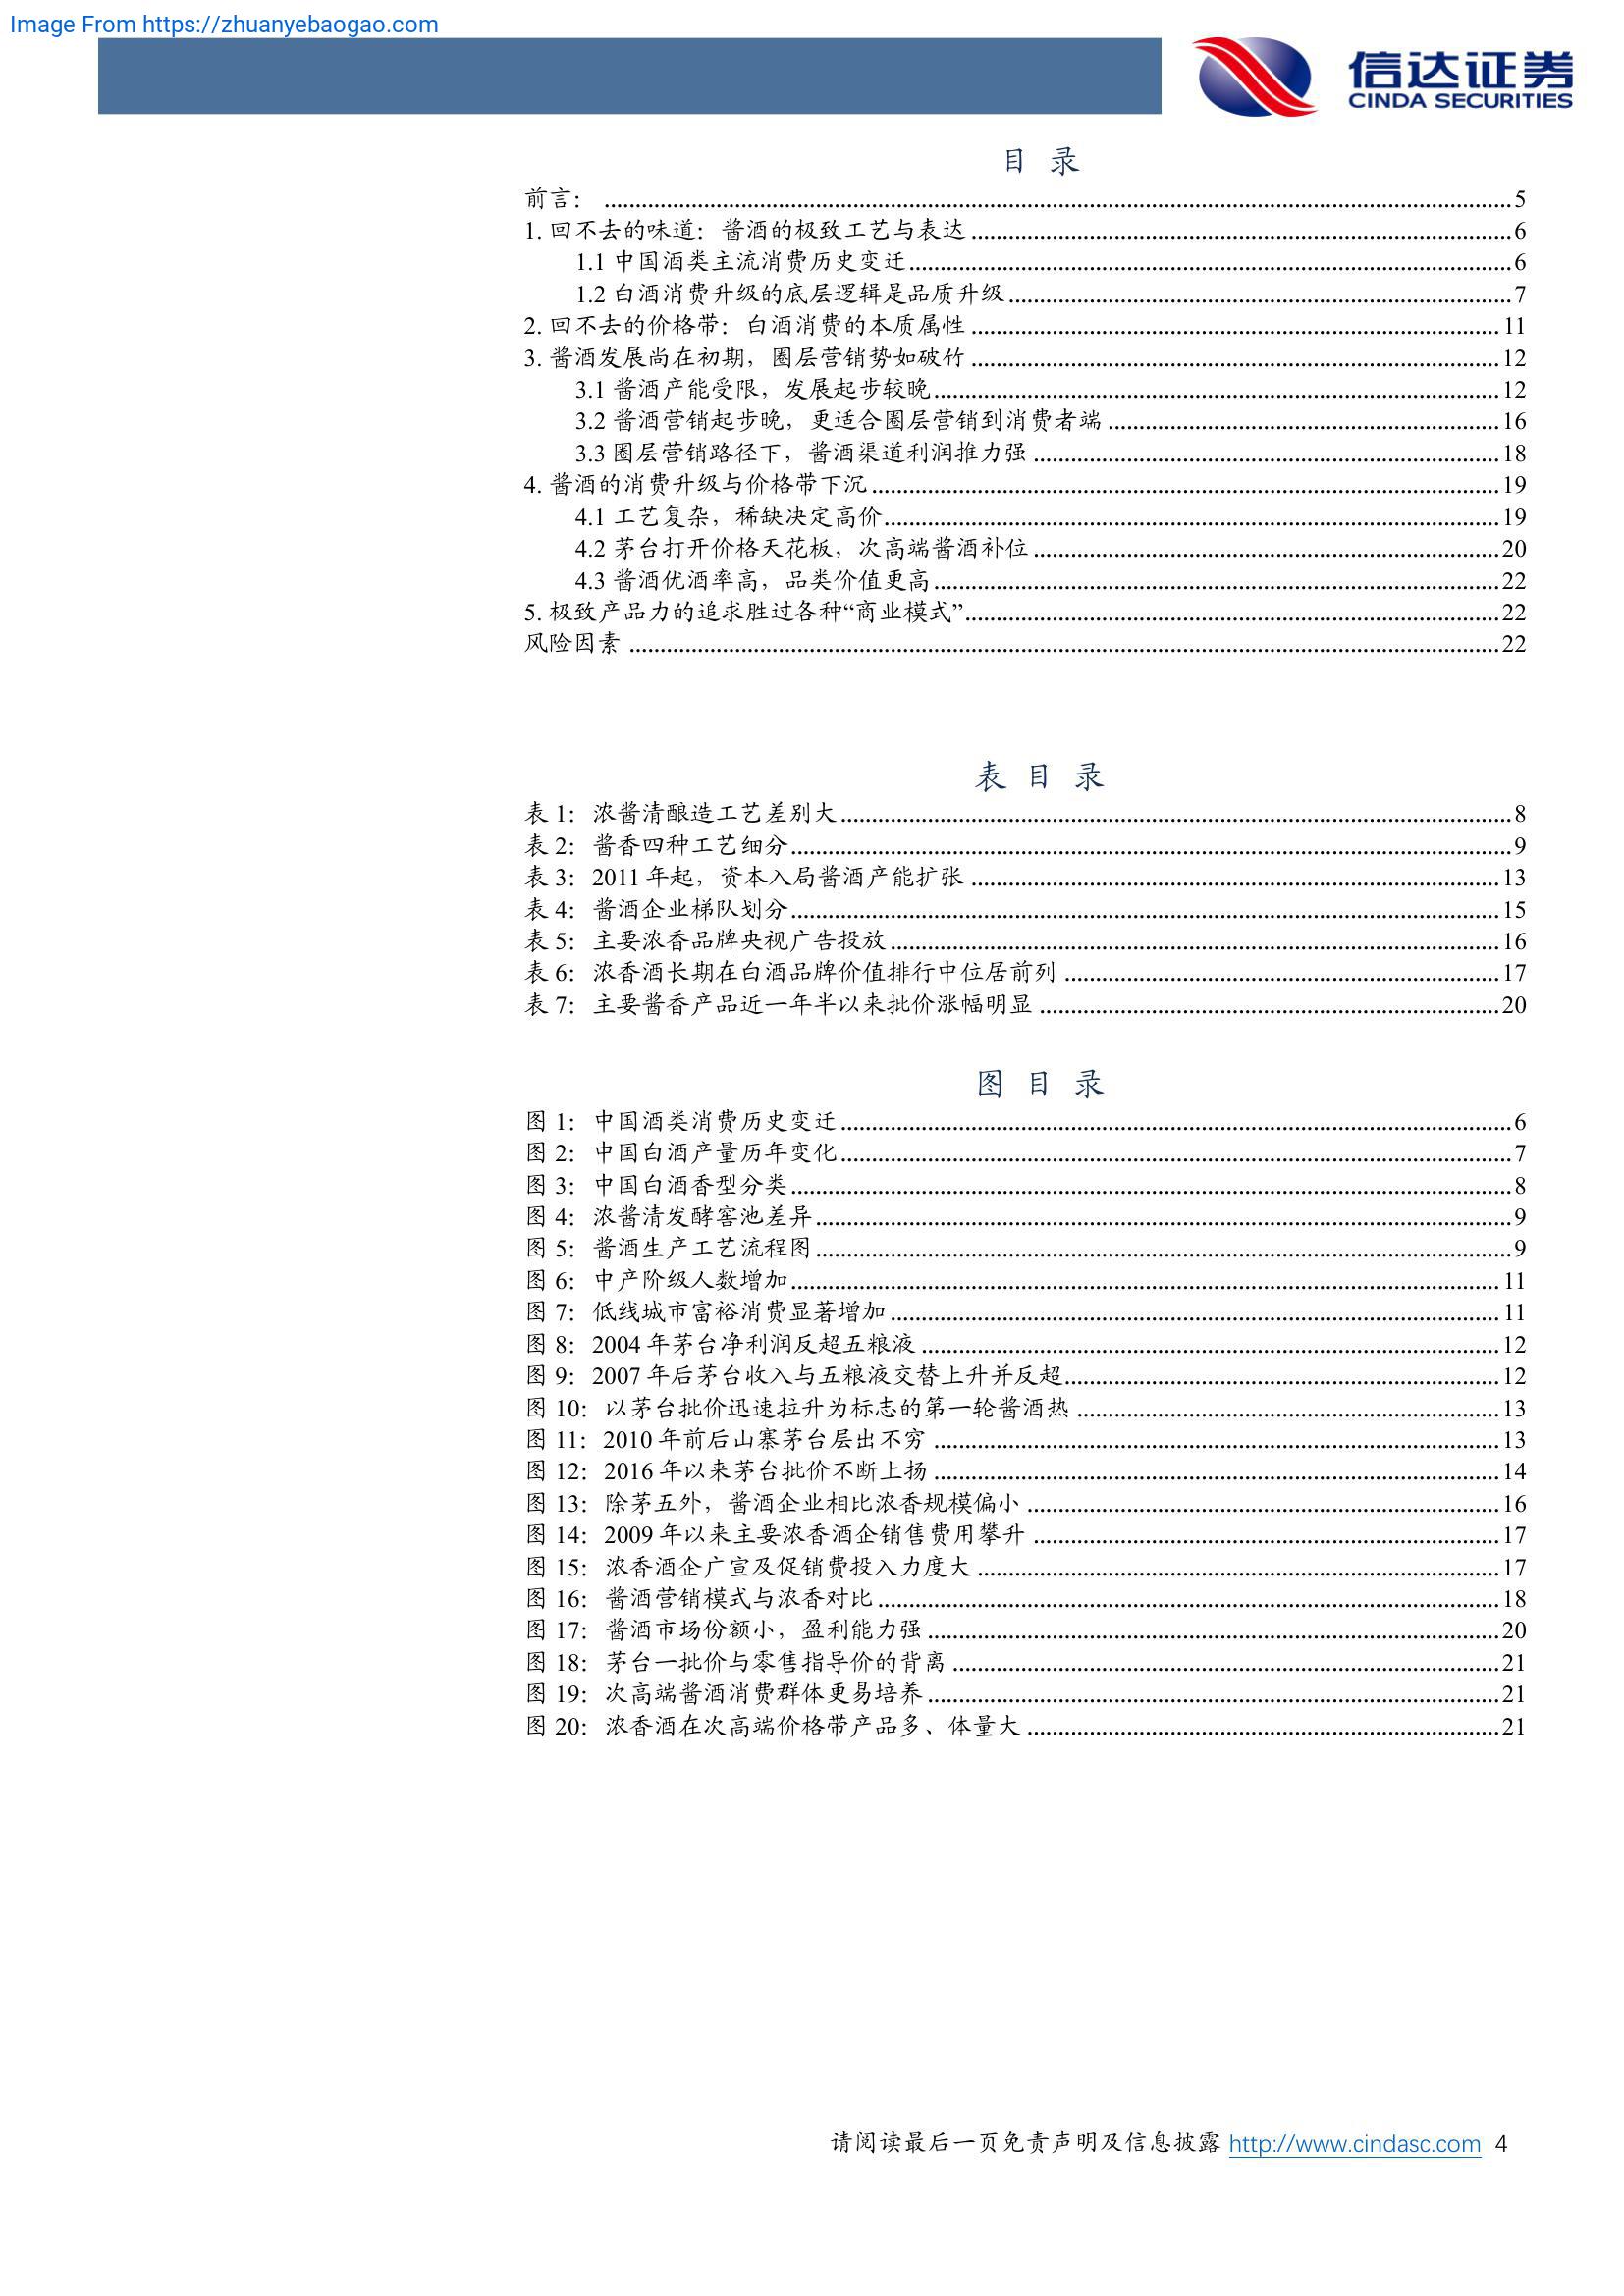 Image From https://zhuanyebaogao.com
信达证券
CINDA SECURITIES
目 录
前言： ........ 5
1. 回不去的味道：酱酒的极致工艺与表达 ........ 6
1.1 中国酒类主流消费历史变迁 ........ 6
1.2 白酒消费升级的底层逻辑是品质升级 ........ 7
2. 回不去的价格带：白酒消费的本质属性 ........ 11
3. 酱酒发展尚在初期，圈层营销势如破竹 ........ 12
3.1 酱酒产能受限，发展起步较晚 ........ 12
3.2 酱酒营销起步晚，更适合圈层营销到消费者端 ........ 16
3.3 圈层营销路径下，酱酒渠道利润推力强 ........ 18
4. 酱酒的消费升级与价格带下沉 ........ 19
4.1 工艺复杂，稀缺决定高价 ........ 19
4.2 茅台打开价格天花板，次高端酱酒补位 ........ 20
4.3 酱酒优酒率高，品类价值更高 ........ 22
5. 极致产品力的追求胜过各种“商业模式” ........ 22
风险因素 ........ 22
表 目 录
表 1：浓酱清酿造工艺差别大 ........ 8
表 2：酱香四种工艺细分 ........ 9
表 3：2011 年起，资本入局酱酒产能扩张 ........ 13
表 4：酱酒企业梯队划分 ........ 15
表 5：主要浓香品牌央视广告投放 ........ 16
表 6：浓香酒长期在白酒品牌价值排行中位居前列 ........ 17
表 7：主要酱香产品近一年半以来批价涨幅明显 ........ 20
图 目 录
图 1：中国酒类消费历史变迁 ........ 6
图 2：中国白酒产量历年变化 ........ 7
图 3：中国白酒香型分类 ........ 8
图 4：浓酱清发酵窖池差异 ........ 9
图 5：酱酒生产工艺流程图 ........ 9
图 6：中产阶级人数增加 ........ 11
图 7：低线城市富裕消费显著增加 ........ 11
图 8：2004 年茅台净利润反超五粮液 ........ 12
图 9：2007 年后茅台收入与五粮液交替上升并反超 ........ 12
图 10：以茅台批价迅速拉升为标志的第一轮酱酒热 ........ 13
图 11：2010 年前后山寨茅台层出不穷 ........ 13
图 12：2016 年以来茅台批价不断上扬 ........ 14
图 13：除茅五外，酱酒企业相比浓香规模偏小 ........ 16
图 14：2009 年以来主要浓香酒企销售费用攀升 ........ 17
图 15：浓香酒企广宣及促销费投入力度大 ........ 17
图 16：酱酒营销模式与浓香对比 ........ 18
图 17：酱酒市场份额小，盈利能力强 ........ 20
图 18：茅台一批价与零售指导价的背离 ........ 21
图 19：次高端酱酒消费群体更易培养 ........ 21
图 20：浓香酒在次高端价格带产品多、体量大 ........ 21
请阅读最后一页免责声明及信息披露 http://www.cindasc.com 4